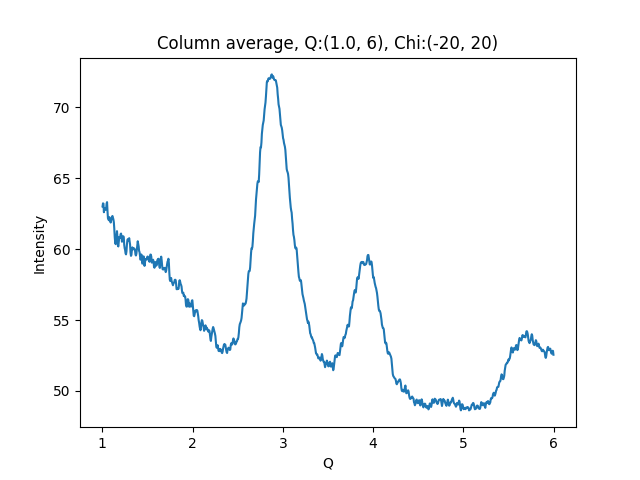 Column average, Q:(1.0, 6), Chi:(-20, 20)
70
65
60
55
50
Intensity
1 2 3 4 5 6
Q